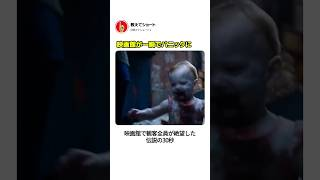 教えてショート
映画館が一瞬でパニックに
映画館で観客全員が絶望した
伝説の30秒